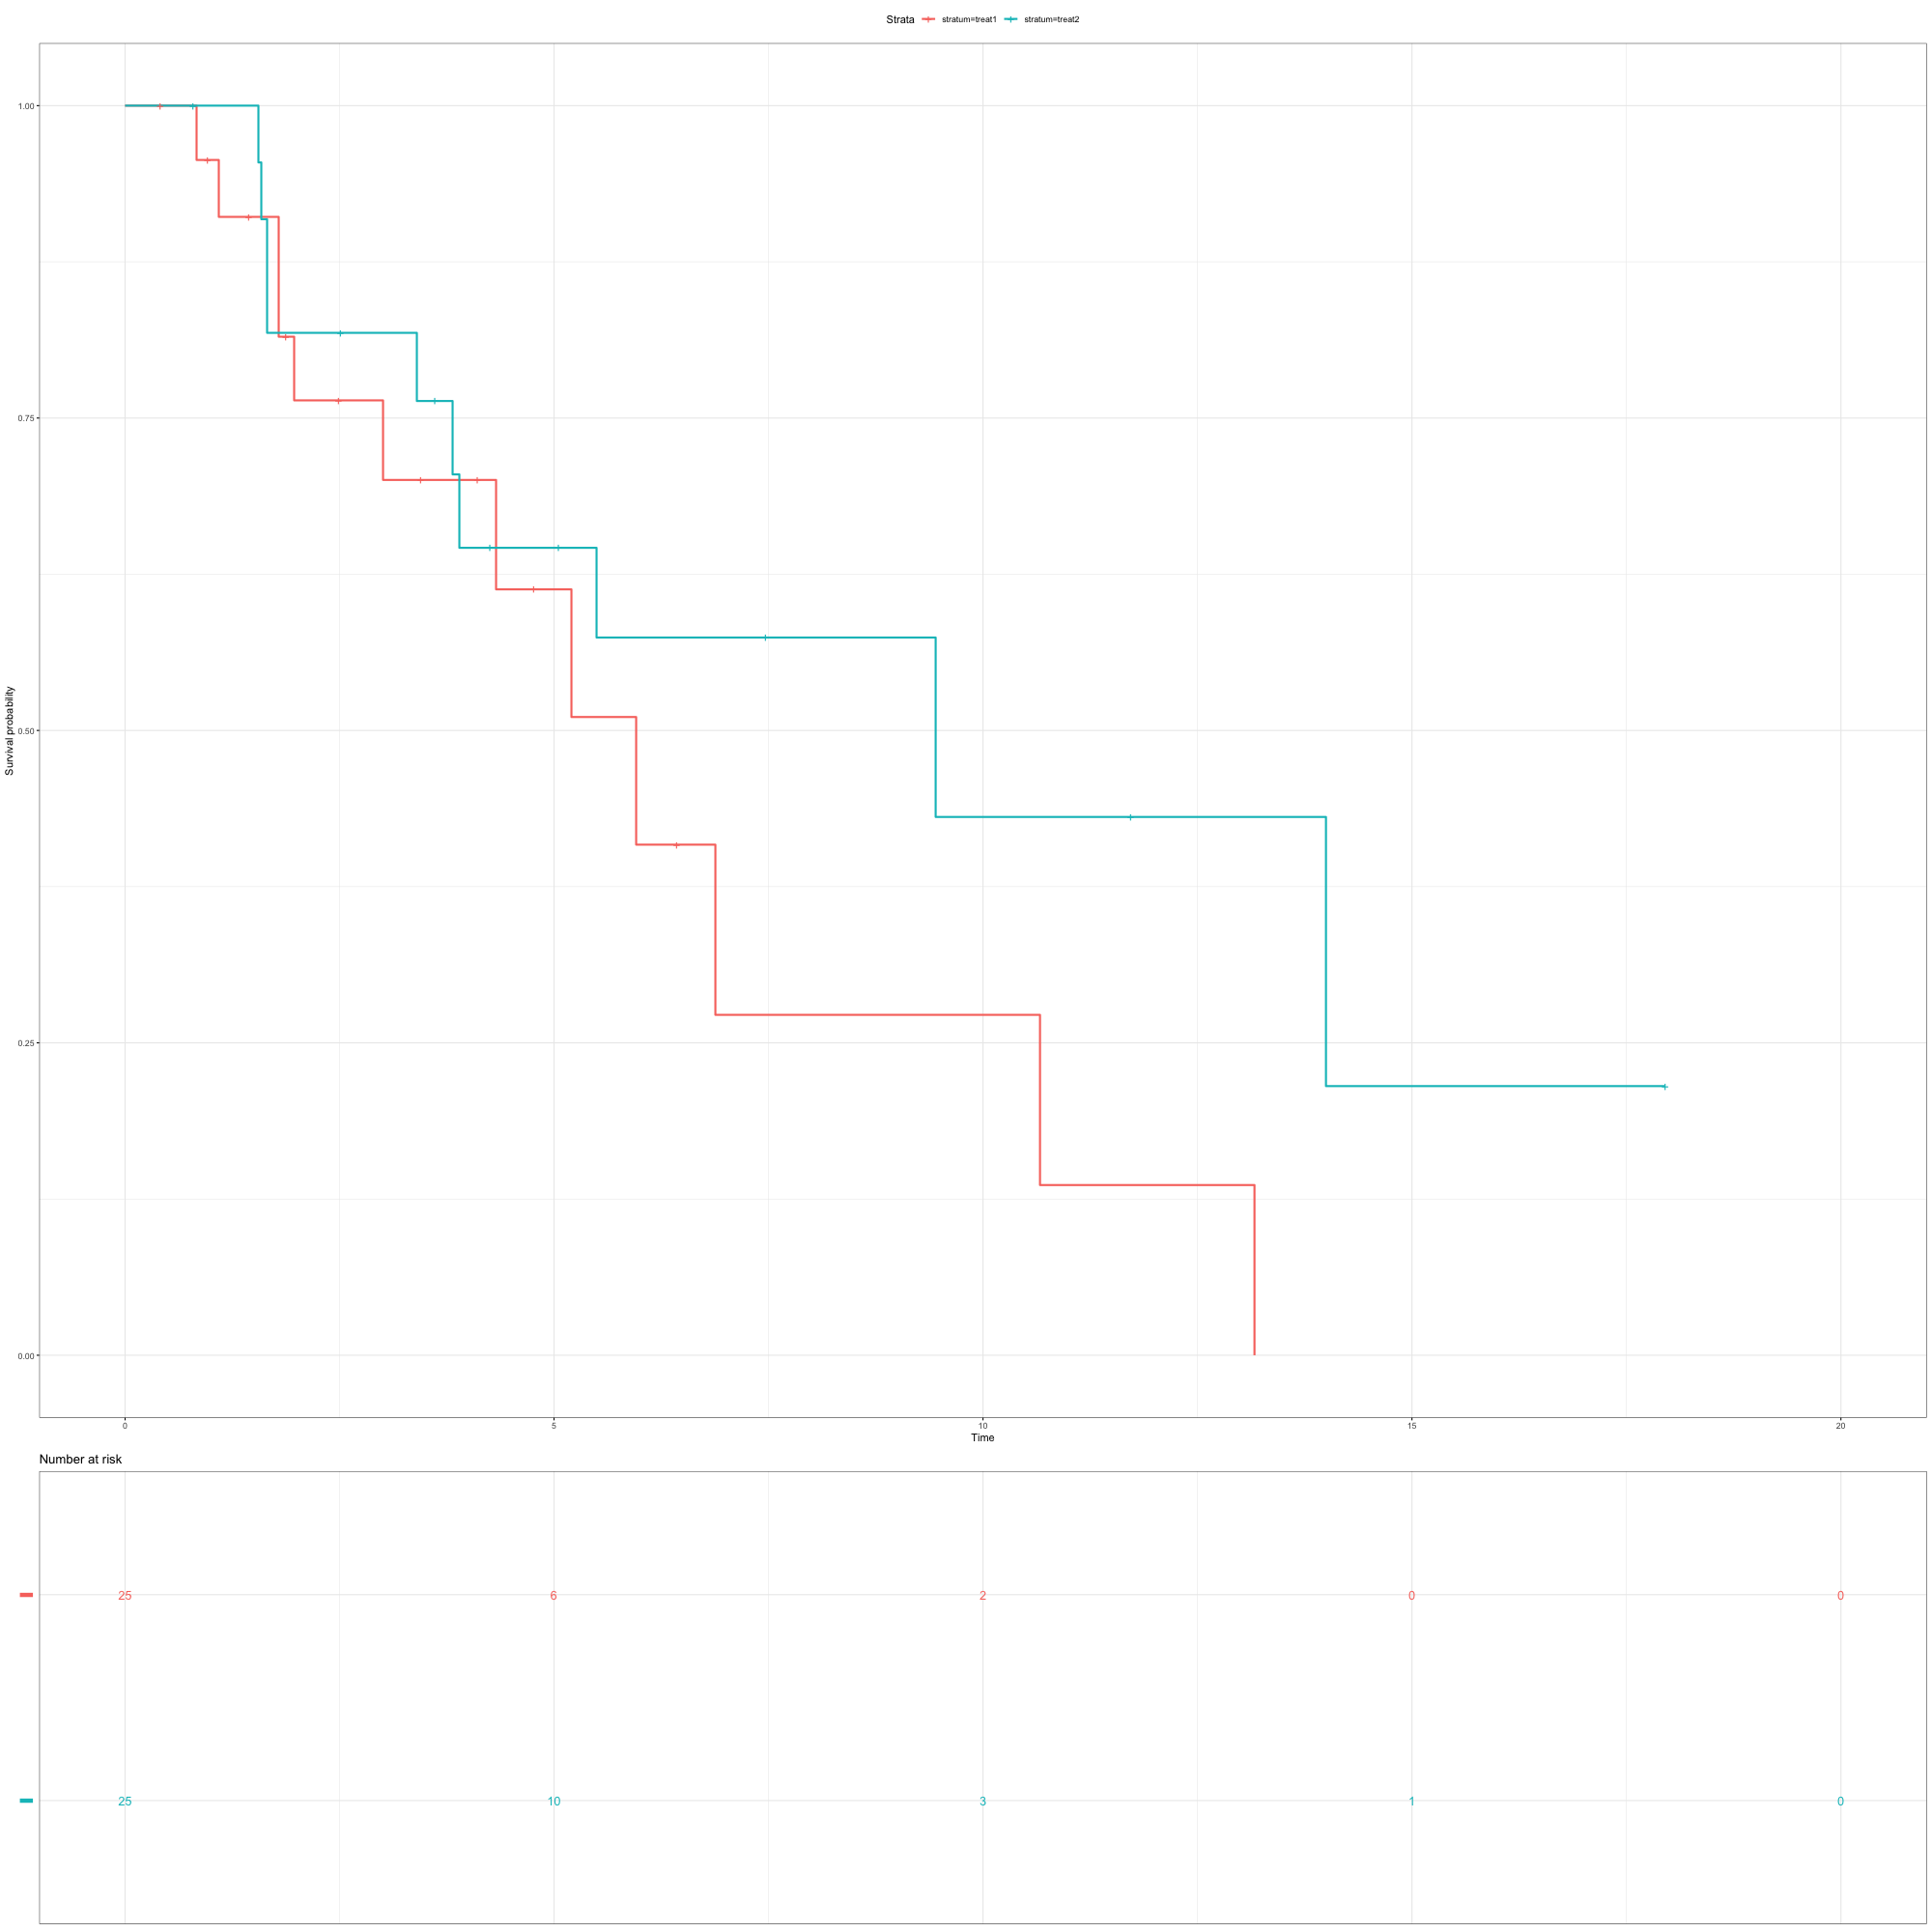 Strata stratum=treat1 stratum=treat2
1.00
0.75
0.50
0.25
0.00
Survival probability
0 5 10 15 20
Time
Number at risk
25 6 2 0 0
25 10 3 1 0